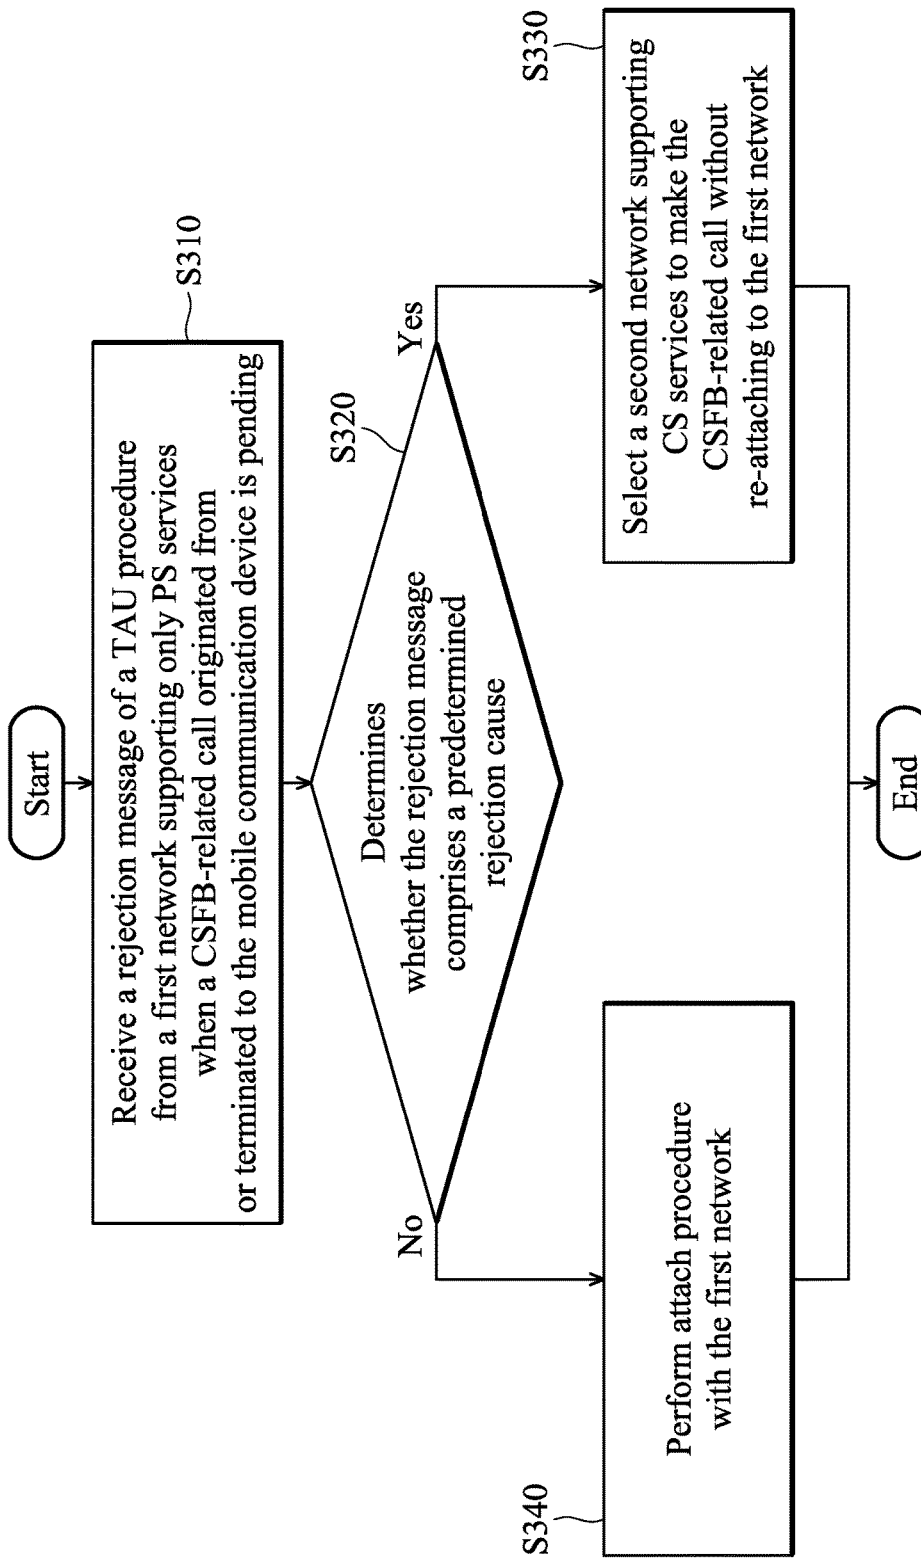 Start
S310
Receive a rejection message of a TAU procedure
from a first network supporting only PS services
when a CSFB-related call originated from
or terminated to the mobile communication device is pending
S320
Determines
whether the rejection message
comprises a predetermined
rejection cause
No
Yes
S340
Perform attach procedure
with the first network
S330
Select a second network supporting
CS services to make the
CSFB-related call without
re-attaching to the first network
End